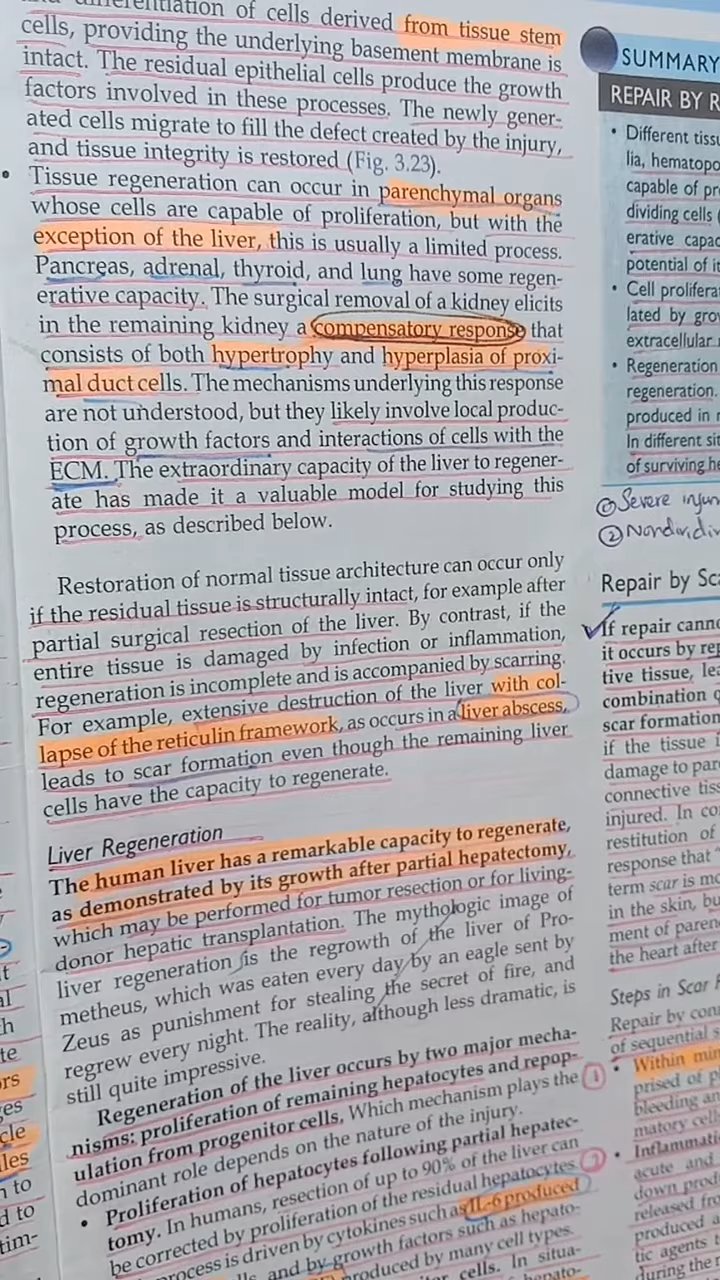 differentiation of cells derived from tissue stem
cells, providing the underlying basement membrane is
intact. The residual epithelial cells produce the growth
factors involved in these processes. The newly gener-
ated cells migrate to fill the defect created by the injury,
and tissue integrity is restored (Fig. 3.23).
• Tissue regeneration can occur in parenchymal organs
whose cells are capable of proliferation, but with the
exception of the liver, this is usually a limited process.
Pancreas, adrenal, thyroid, and lung have some regen-
erative capacity. The surgical removal of a kidney elicits
in the remaining kidney a compensatory response that
consists of both hypertrophy and hyperplasia of proxi-
mal duct cells. The mechanisms underlying this response
are not understood, but they likely involve local produc-
tion of growth factors and interactions of cells with the
ECM. The extraordinary capacity of the liver to regener-
ate has made it a valuable model for studying this
process, as described below.
Restoration of normal tissue architecture can occur only
if the residual tissue is structurally intact, for example after
partial surgical resection of the liver. By contrast, if the
entire tissue is damaged by infection or inflammation,
regeneration is incomplete and is accompanied by scarring.
For example, extensive destruction of the liver with col-
lapse of the reticulin framework, as occurs in a liver abscess,
leads to scar formation even though the remaining liver
cells have the capacity to regenerate.
Liver Regeneration
The human liver has a remarkable capacity to regenerate,
as demonstrated by its growth after partial hepatectomy,
which may be performed for tumor resection or for living-
donor hepatic transplantation. The mythologic image of
liver regeneration is the regrowth of the liver of Pro-
metheus, which was eaten every day by an eagle sent by
Zeus as punishment for stealing the secret of fire, and
regrew every night. The reality, although less dramatic, is
still quite impressive.
Regeneration of the liver occurs by two major mecha-
nisms: proliferation of remaining hepatocytes and repop-
ulation from progenitor cells. Which mechanism plays the
dominant role depends on the nature of the injury.
• Proliferation of hepatocytes following partial hepatec-
tomy. In humans, resection of up to 90% of the liver can
be corrected by proliferation of the residual hepatocytes.
process is driven by cytokines such as IL-6 produced
and by growth factors such as hepato-
produced by many cell types.
cells. In situa-
SUMMARY
REPAIR BY R
• Different tissu
lia, hematopo
capable of pr
dividing cells (
erative capac
potential of it
• Cell prolifera
lated by grov
extracellular
• Regeneration
regeneration.
produced in r
In different sit
of surviving he
① Severe injur
② Nondividi
Repair by Sca
If repair canno
it occurs by rep
tive tissue, lea
combination o
scar formation
if the tissue i
damage to par
connective tiss
injured. In co
restitution of
response that
term scar is mo
in the skin, bu
ment of paren
the heart after
Steps in Scar F
Repair by con
of sequential s
• Within min
prised of pl
bleeding an
matory cell
• Inflammati
acute and
down prod
released fro
produced a
tic agents t
during the